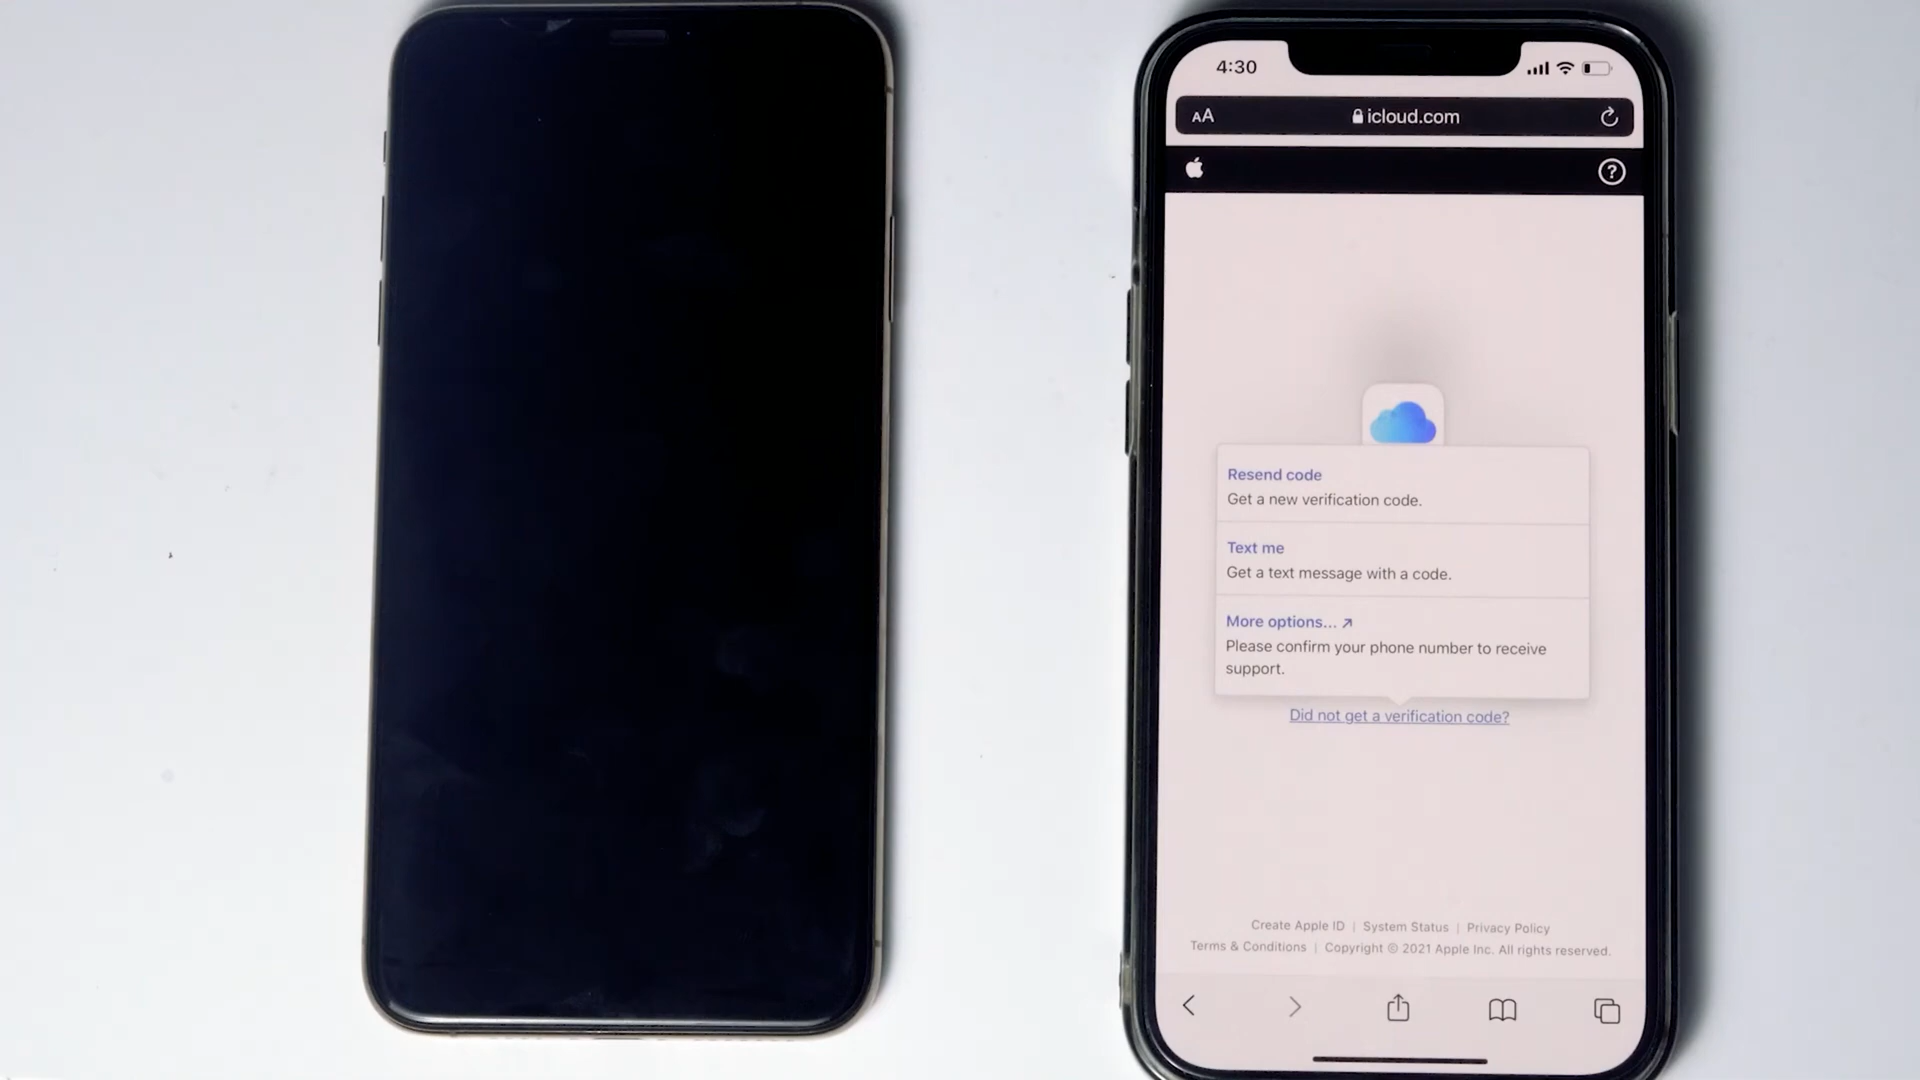 4:30
AA
icloud.com
?
Resend code
Get a new verification code.
Text me
Get a text message with a code.
More options... ↗
Please confirm your phone number to receive
support.
Did not get a verification code?
Create Apple ID | System Status | Privacy Policy
Terms & Conditions | Copyright © 2021 Apple Inc. All rights reserved.